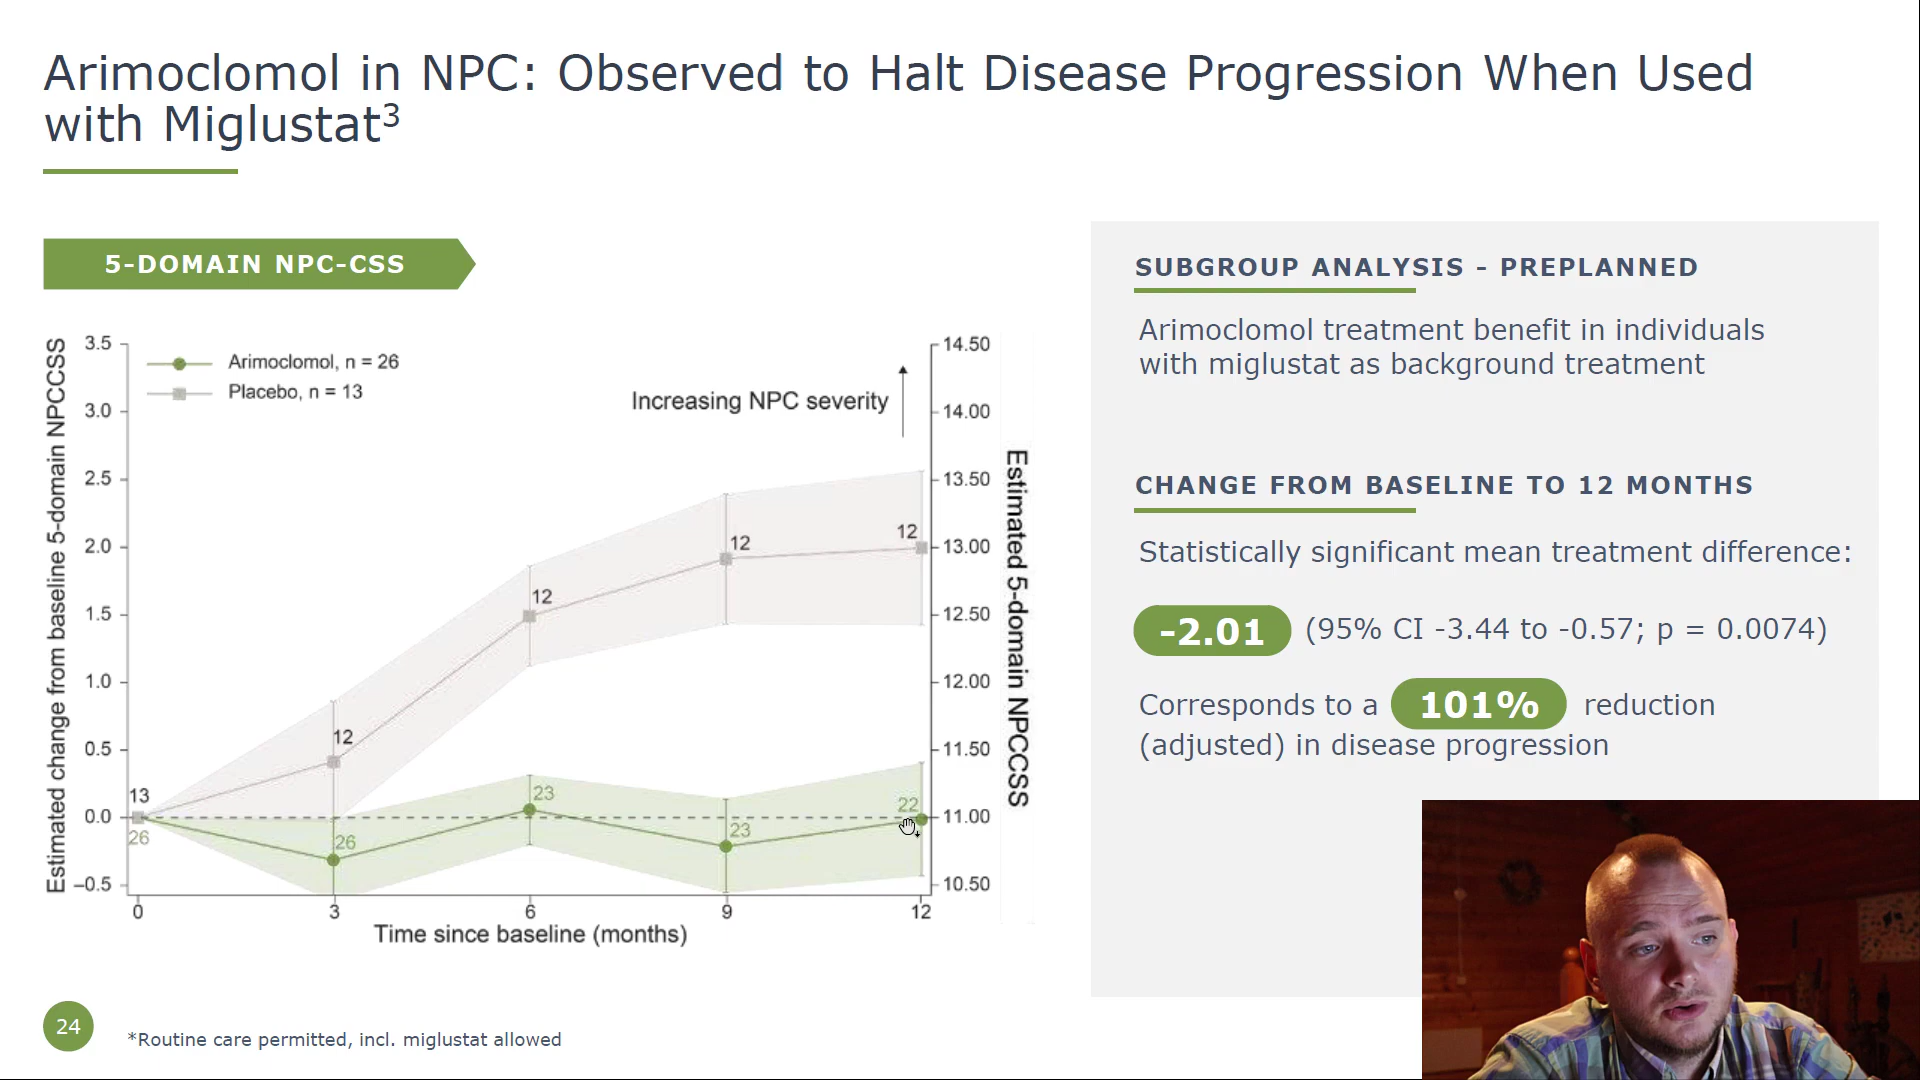 Arimoclomol in NPC: Observed to Halt Disease Progression When Used
with Miglustat³
5-DOMAIN NPC-CSS
Estimated change from baseline 5-domain NPCCSS
3.5
3.0
2.5
2.0
1.5
1.0
0.5
0.0
−0.5
Arimoclomol, n = 26
Placebo, n = 13
Increasing NPC severity
13
12
12
12
12
26
26
23
23
22
14.50
14.00
13.50
13.00
12.50
12.00
11.50
11.00
10.50
Estimated 5-domain NPCCSS
0
3
6
9
12
Time since baseline (months)
SUBGROUP ANALYSIS - PREPLANNED
Arimoclomol treatment benefit in individuals
with miglustat as background treatment
CHANGE FROM BASELINE TO 12 MONTHS
Statistically significant mean treatment difference:
-2.01 (95% CI -3.44 to -0.57; p = 0.0074)
Corresponds to a 101% reduction
(adjusted) in disease progression
24
*Routine care permitted, incl. miglustat allowed